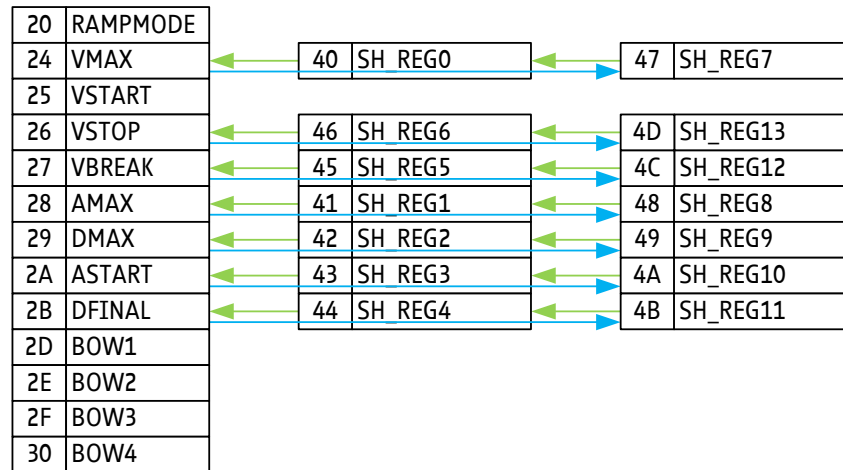 20 RAMPMODE
24 VMAX 40 SH_REG0 47 SH_REG7
25 VSTART
26 VSTOP 46 SH_REG6 4D SH_REG13
27 VBREAK 45 SH_REG5 4C SH_REG12
28 AMAX 41 SH_REG1 48 SH_REG8
29 DMAX 42 SH_REG2 49 SH_REG9
2A ASTART 43 SH_REG3 4A SH_REG10
2B DFINAL 44 SH_REG4 4B SH_REG11
2D BOW1
2E BOW2
2F BOW3
30 BOW4